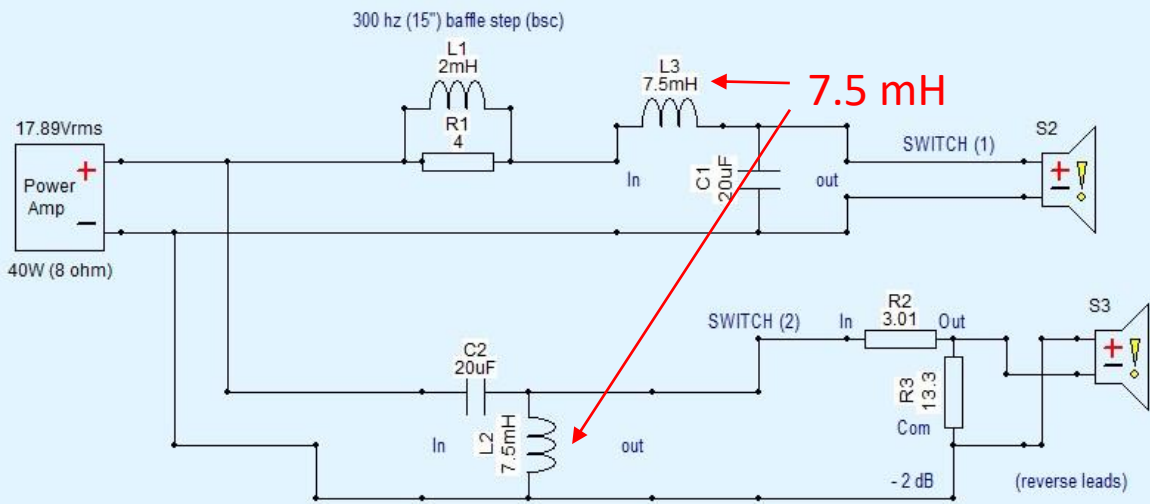 300 hz (15") baffle step (bsc)
L1
2mH
R1
4
L3
7.5mH
7.5 mH
17.89Vrms
Power
Amp
+
−
40W (8 ohm)
In
C1
20uF
out
SWITCH (1)
S2
+
−
SWITCH (2)
In
R2
3.01
Out
S3
+
−
C2
20uF
In
L2
7.5mH
out
R3
13.3
Com
- 2 dB
(reverse leads)